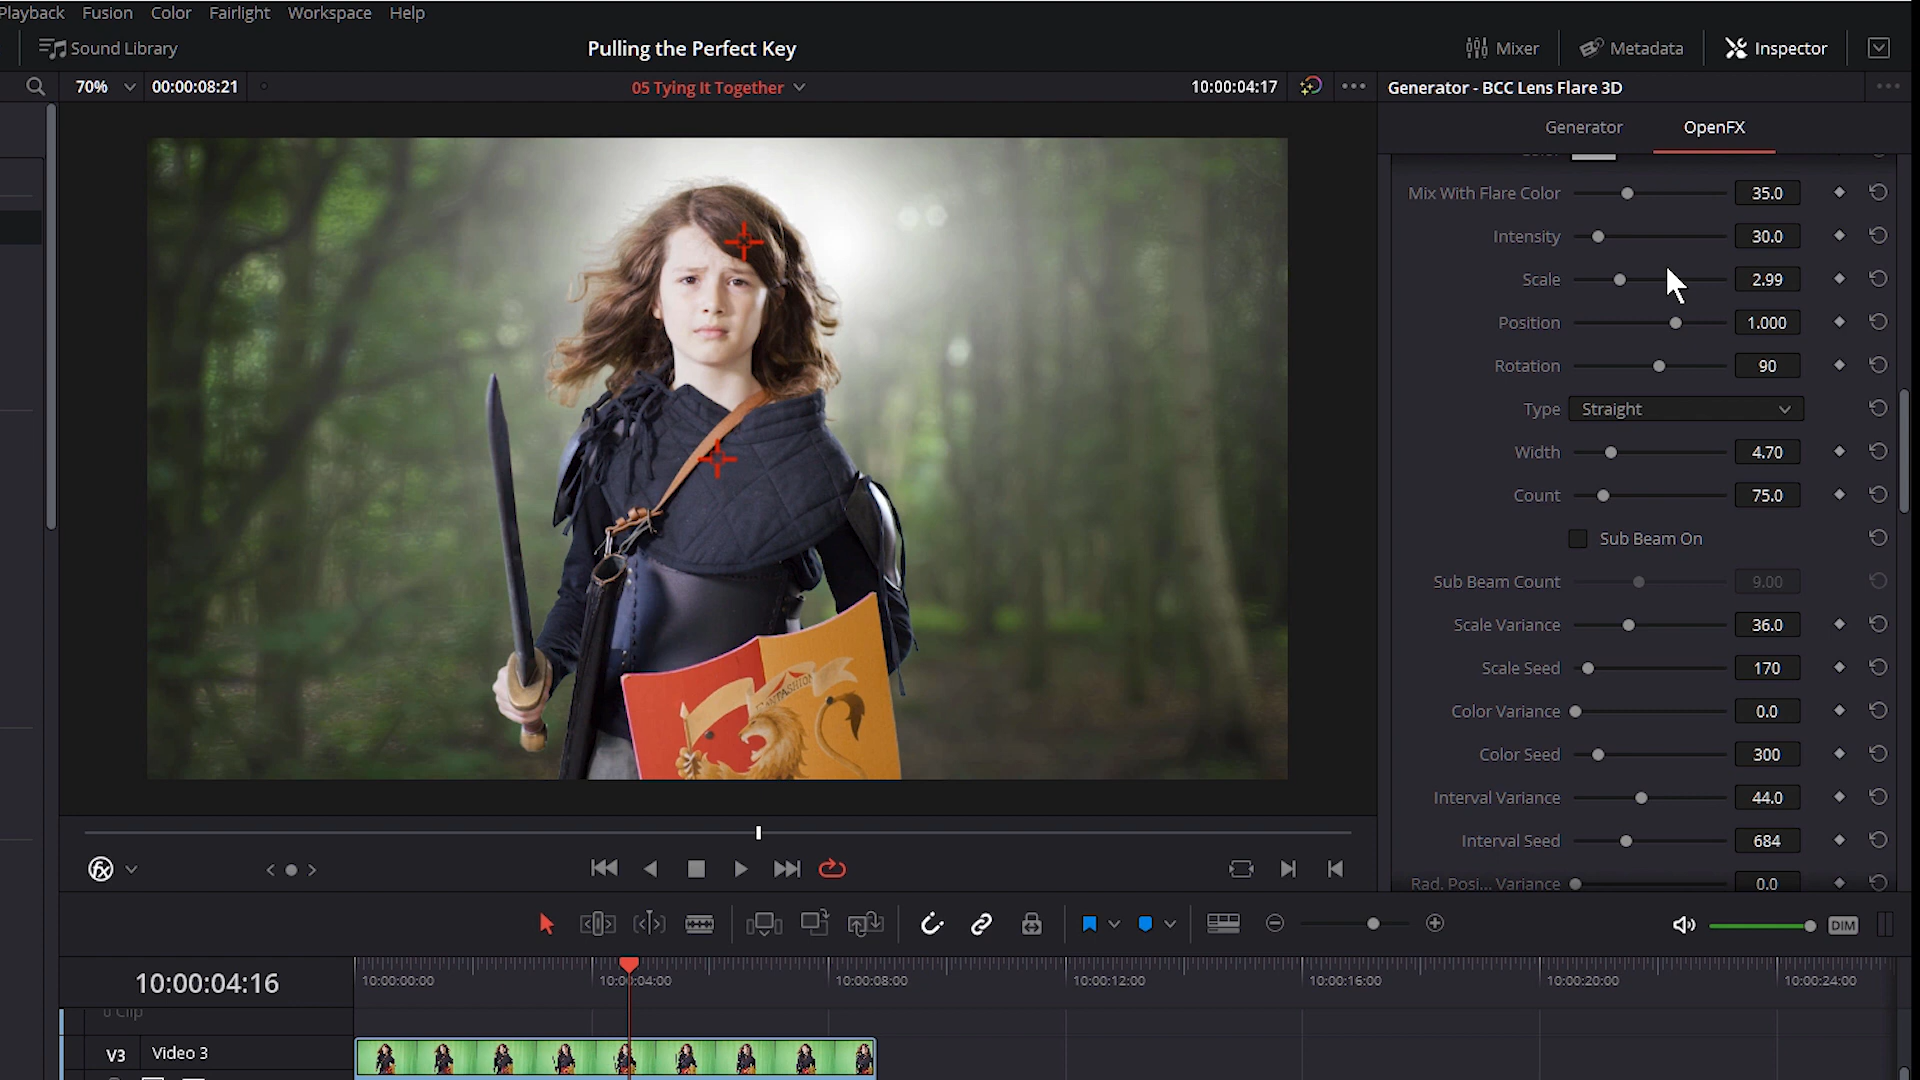 Playback Fusion Color Fairlight Workspace Help
Sound Library
Pulling the Perfect Key
Mixer Metadata Inspector
70% 00:00:08:21
05 Tying It Together
10:00:04:17
Generator - BCC Lens Flare 3D
Generator OpenFX
Mix With Flare Color 35.0
Intensity 30.0
Scale 2.99
Position 1.000
Rotation 90
Type Straight
Width 4.70
Count 75.0
Sub Beam On
Sub Beam Count 9.00
Scale Variance 36.0
Scale Seed 170
Color Variance 0.0
Color Seed 300
Interval Variance 44.0
Interval Seed 684
Rad. Posi... Variance 0.0
DIM
10:00:04:16
10:00:00:00 10:00:04:00 10:00:08:00 10:00:12:00 10:00:16:00 10:00:20:00 10:00:24:00
V3 Video 3